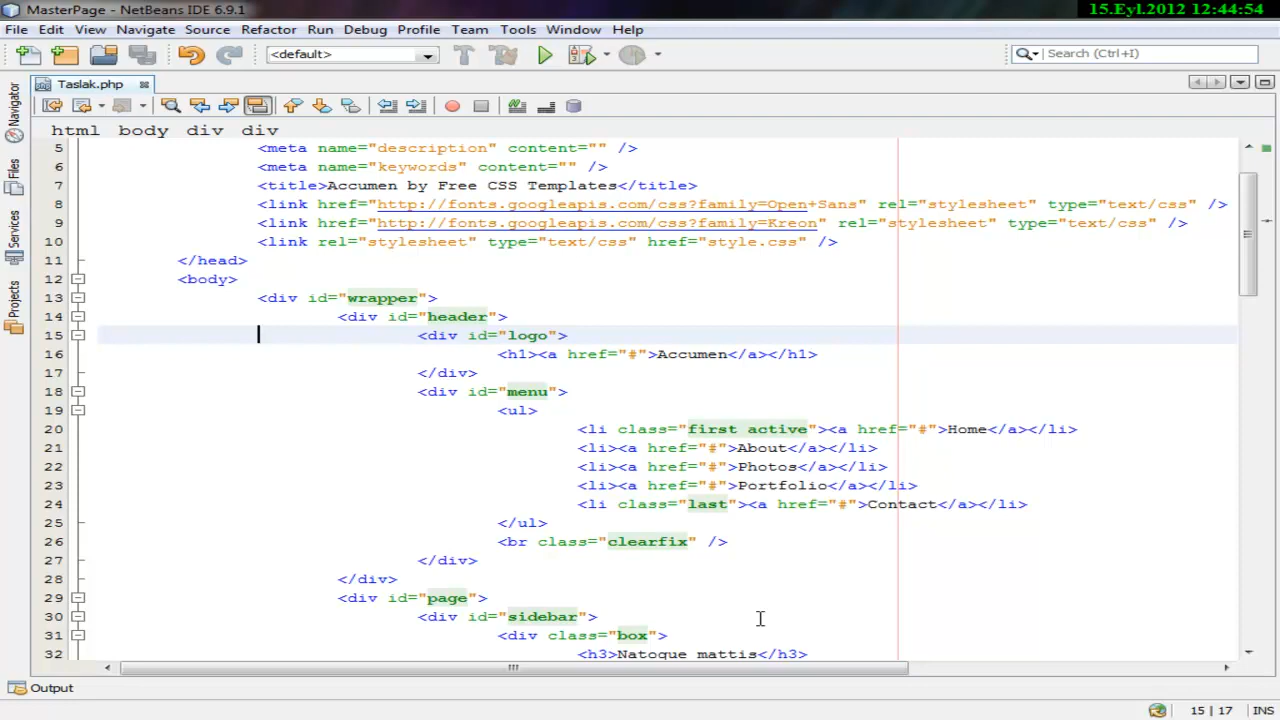 MasterPage - NetBeans IDE 6.9.1
15.Eyl.2012 12:44:54
File Edit View Navigate Source Refactor Run Debug Profile Team Tools Window Help
<default>
Search (Ctrl+I)
Taslak.php
html body div div
5 <meta name="description" content="" />
6 <meta name="keywords" content="" />
7 <title>Accumen by Free CSS Templates</title>
8 <link href="http://fonts.googleapis.com/css?family=Open+Sans" rel="stylesheet" type="text/css" />
9 <link href="http://fonts.googleapis.com/css?family=Kreon" rel="stylesheet" type="text/css" />
10 <link rel="stylesheet" type="text/css" href="style.css" />
11 </head>
12 <body>
13 <div id="wrapper">
14 <div id="header">
15 <div id="logo">
16 <h1><a href="#">Accumen</a></h1>
17 </div>
18 <div id="menu">
19 <ul>
20 <li class="first active"><a href="#">Home</a></li>
21 <li><a href="#">About</a></li>
22 <li><a href="#">Photos</a></li>
23 <li><a href="#">Portfolio</a></li>
24 <li class="last"><a href="#">Contact</a></li>
25 </ul>
26 <br class="clearfix" />
27 </div>
28 </div>
29 <div id="page">
30 <div id="sidebar">
31 <div class="box">
32 <h3>Natoque mattis</h3>
Navigator
Files
Services
Projects
Output
15 | 17 INS